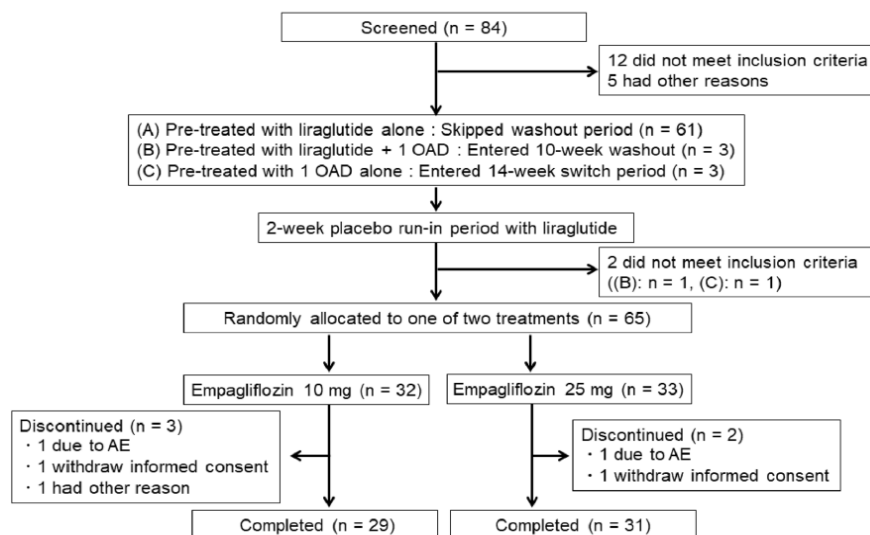 Screened (n = 84)
12 did not meet inclusion criteria
5 had other reasons
(A) Pre-treated with liraglutide alone : Skipped washout period (n = 61)
(B) Pre-treated with liraglutide + 1 OAD : Entered 10-week washout (n = 3)
(C) Pre-treated with 1 OAD alone : Entered 14-week switch period (n = 3)
2-week placebo run-in period with liraglutide
2 did not meet inclusion criteria
((B): n = 1, (C): n = 1)
Randomly allocated to one of two treatments (n = 65)
Empagliflozin 10 mg (n = 32)
Empagliflozin 25 mg (n = 33)
Discontinued (n = 3)
・1 due to AE
・1 withdraw informed consent
・1 had other reason
Discontinued (n = 2)
・1 due to AE
・1 withdraw informed consent
Completed (n = 29)
Completed (n = 31)